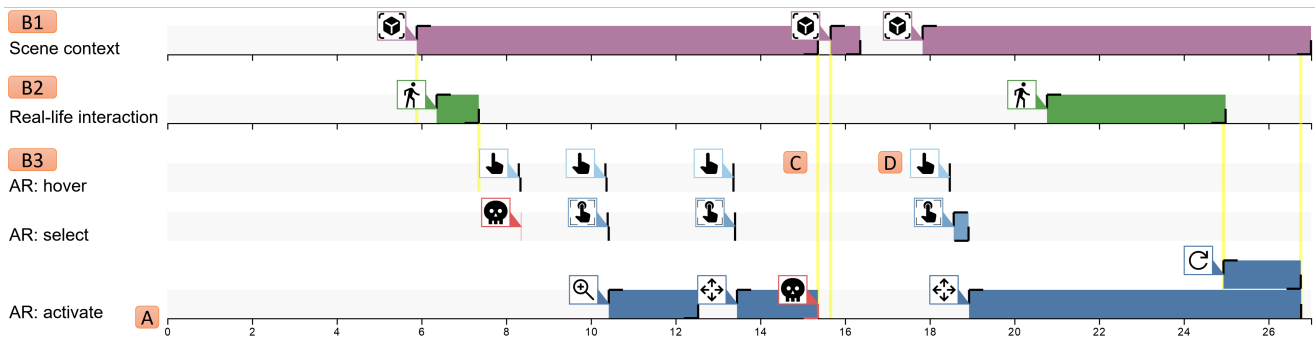 B1
Scene context
B2
Real-life interaction
B3
C
D
AR: hover
AR: select
AR: activate
A
0 2 4 6 8 10 12 14 16 18 20 22 24 26